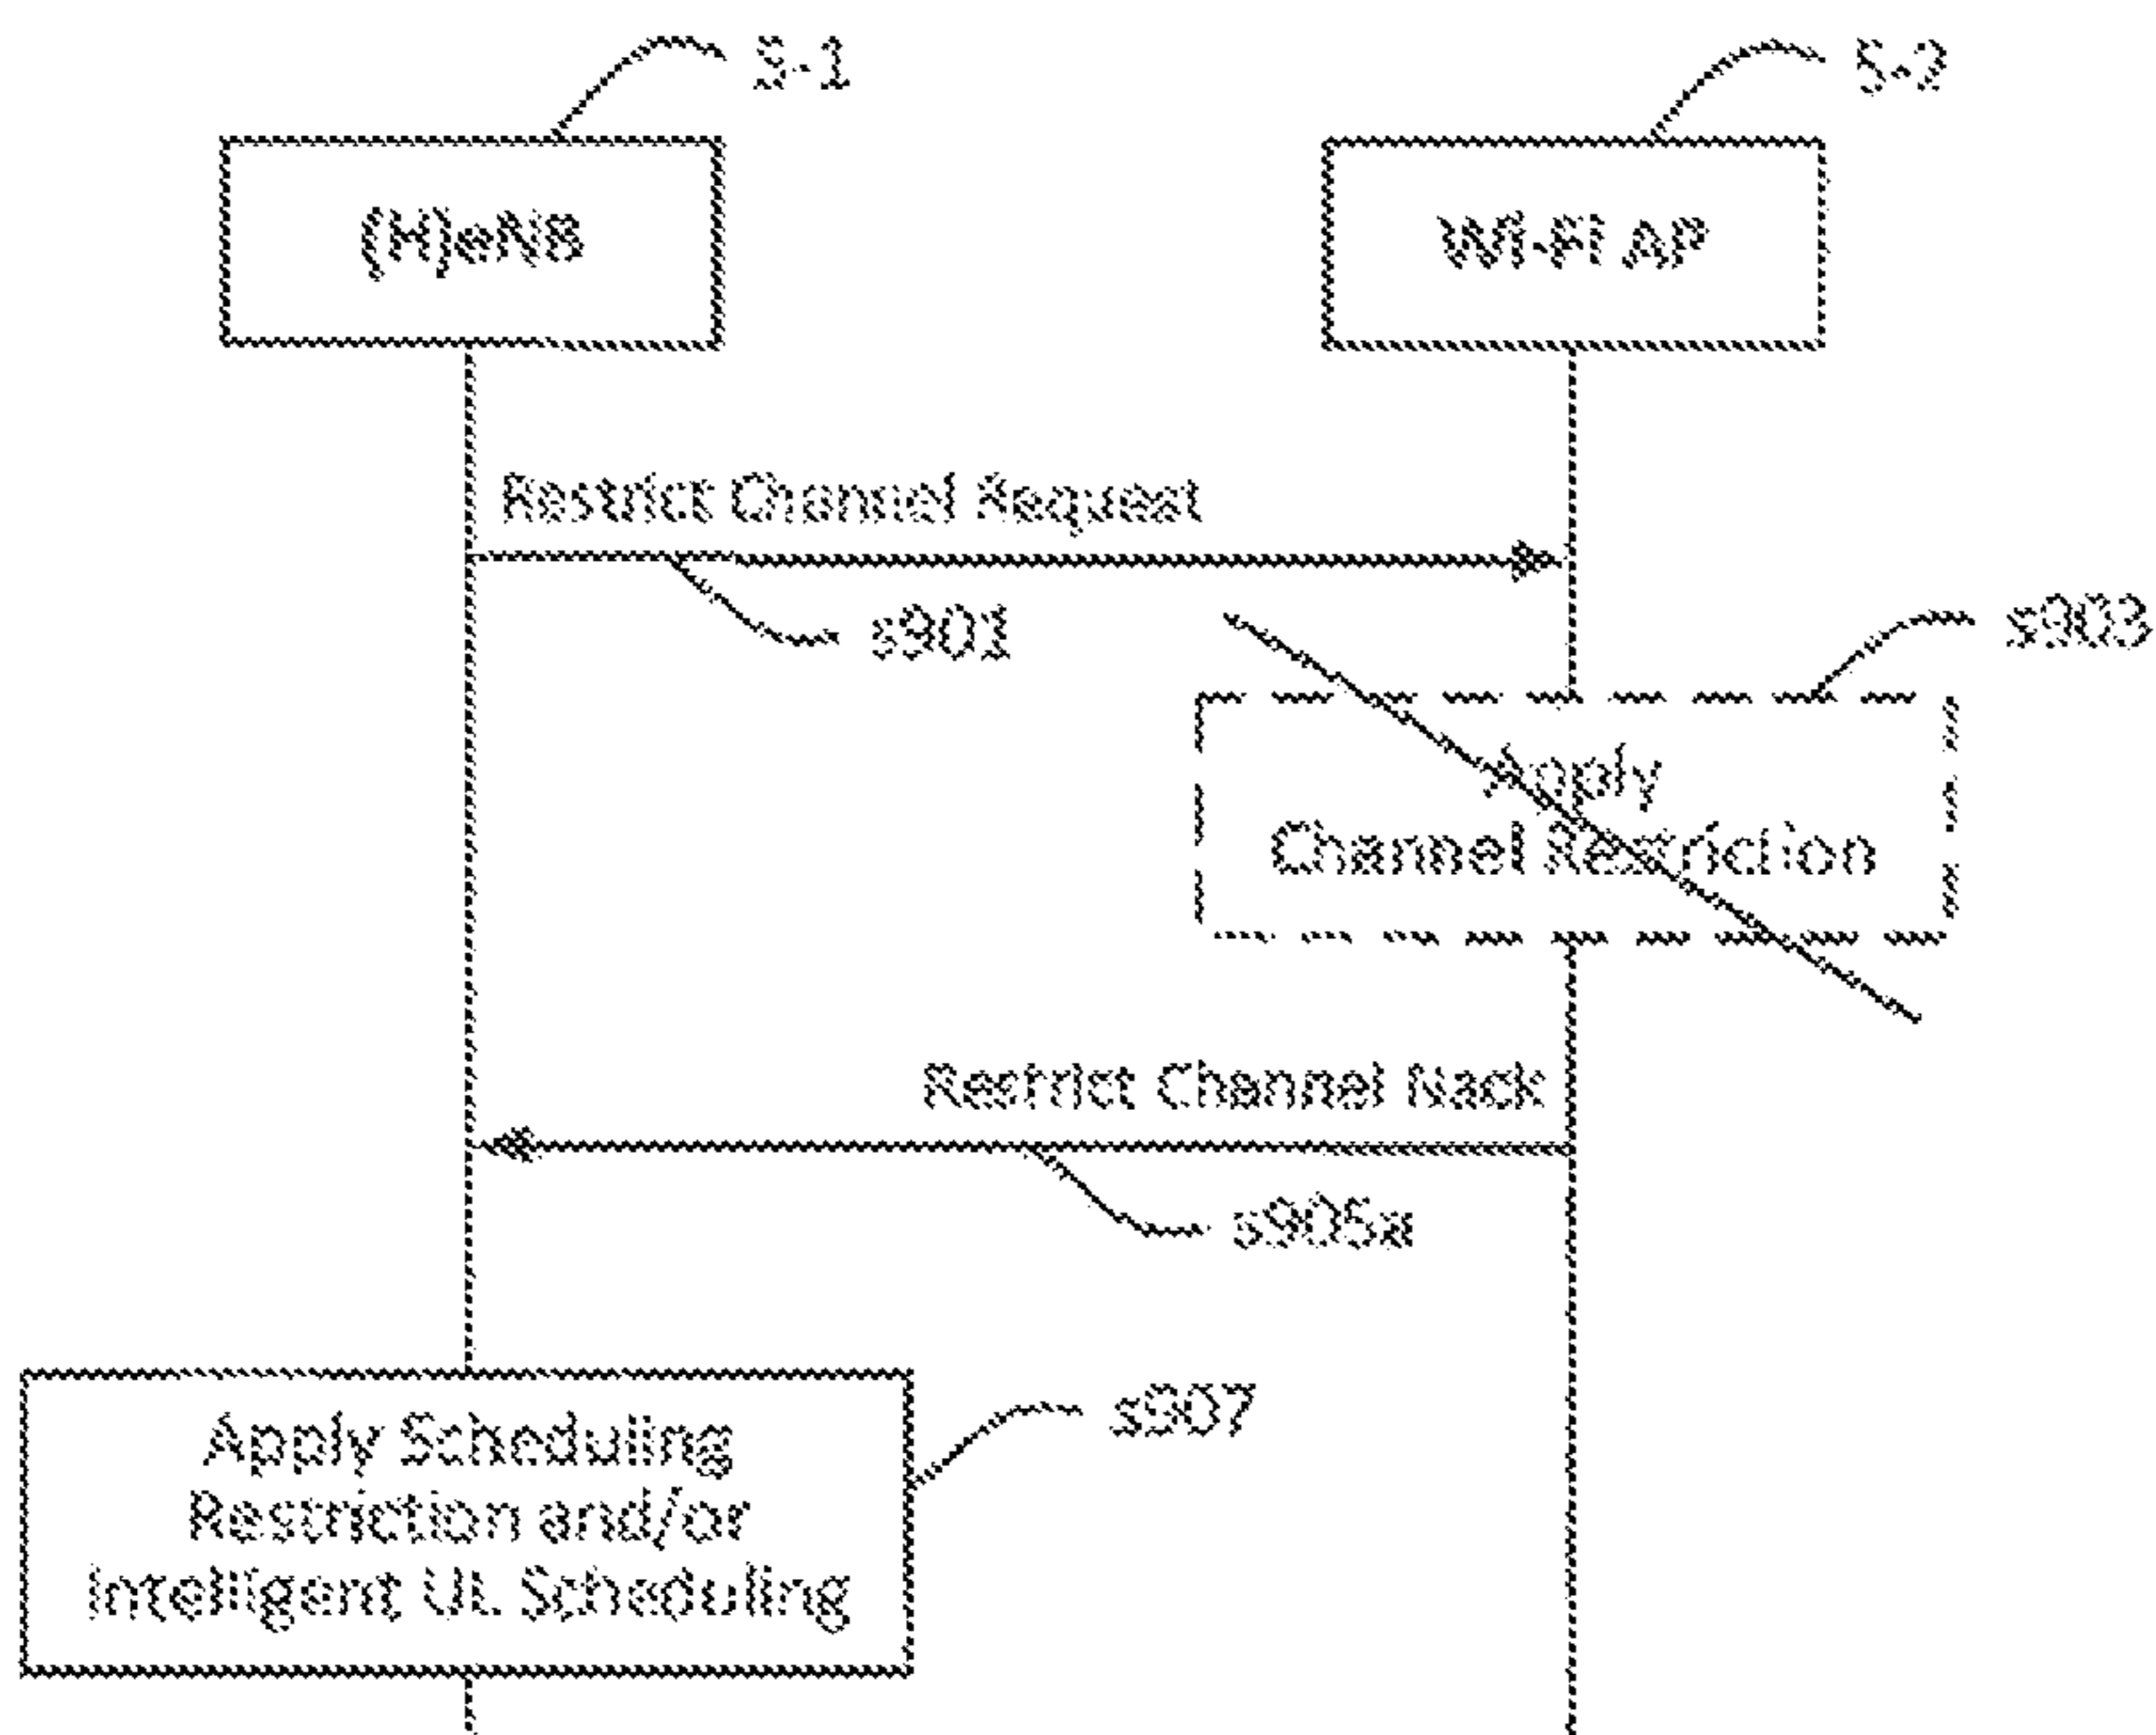 5-1
5-2
(H)eNB
Wi-Fi AP
Restrict Channel Request
s901
s903
Apply
Channel Restriction
Restrict Channel Nack
s905a
s907
Apply Scheduling
Restriction and/or
Intelligent UL Scheduling